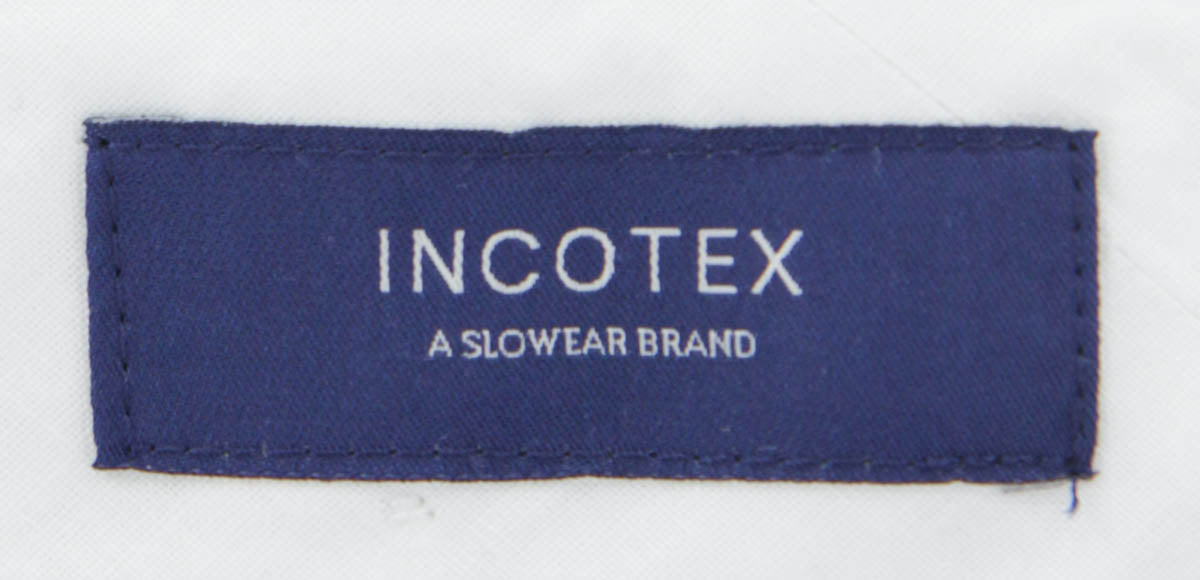 INCOTEX
A SLOWEAR BRAND